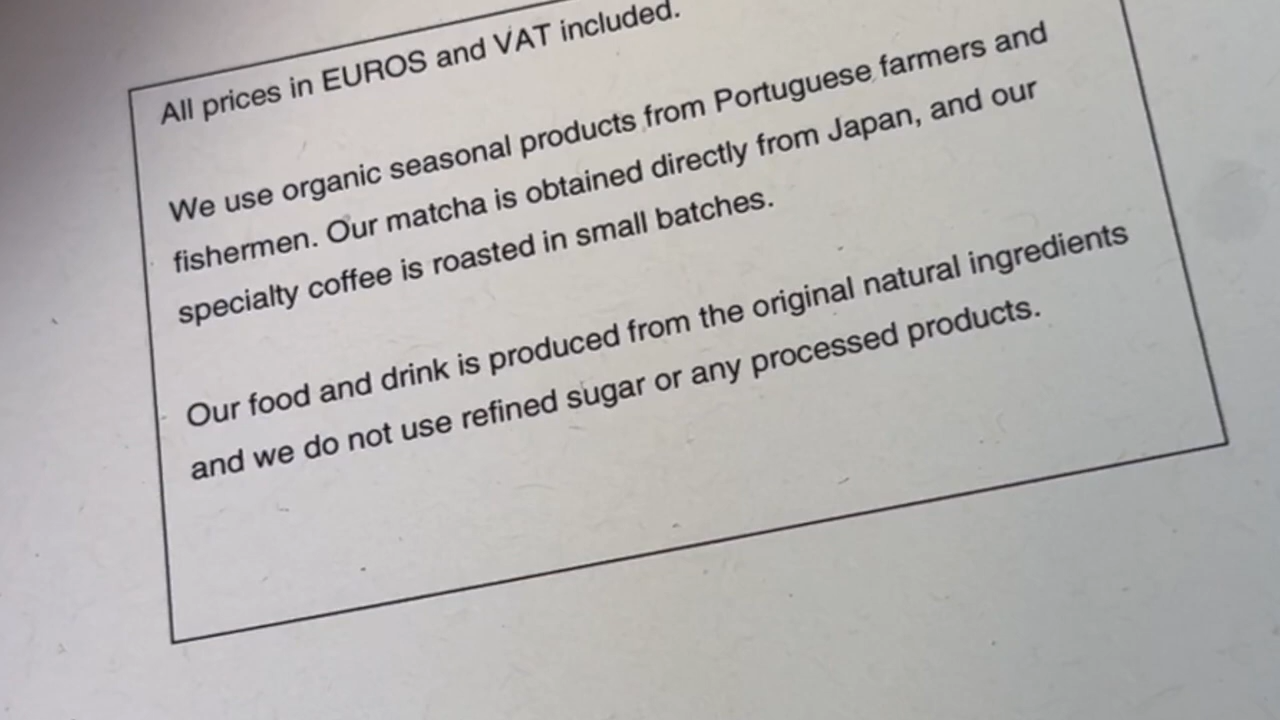 All prices in EUROS and VAT included.
We use organic seasonal products from Portuguese farmers and
fishermen. Our matcha is obtained directly from Japan, and our
specialty coffee is roasted in small batches.
Our food and drink is produced from the original natural ingredients
and we do not use refined sugar or any processed products.